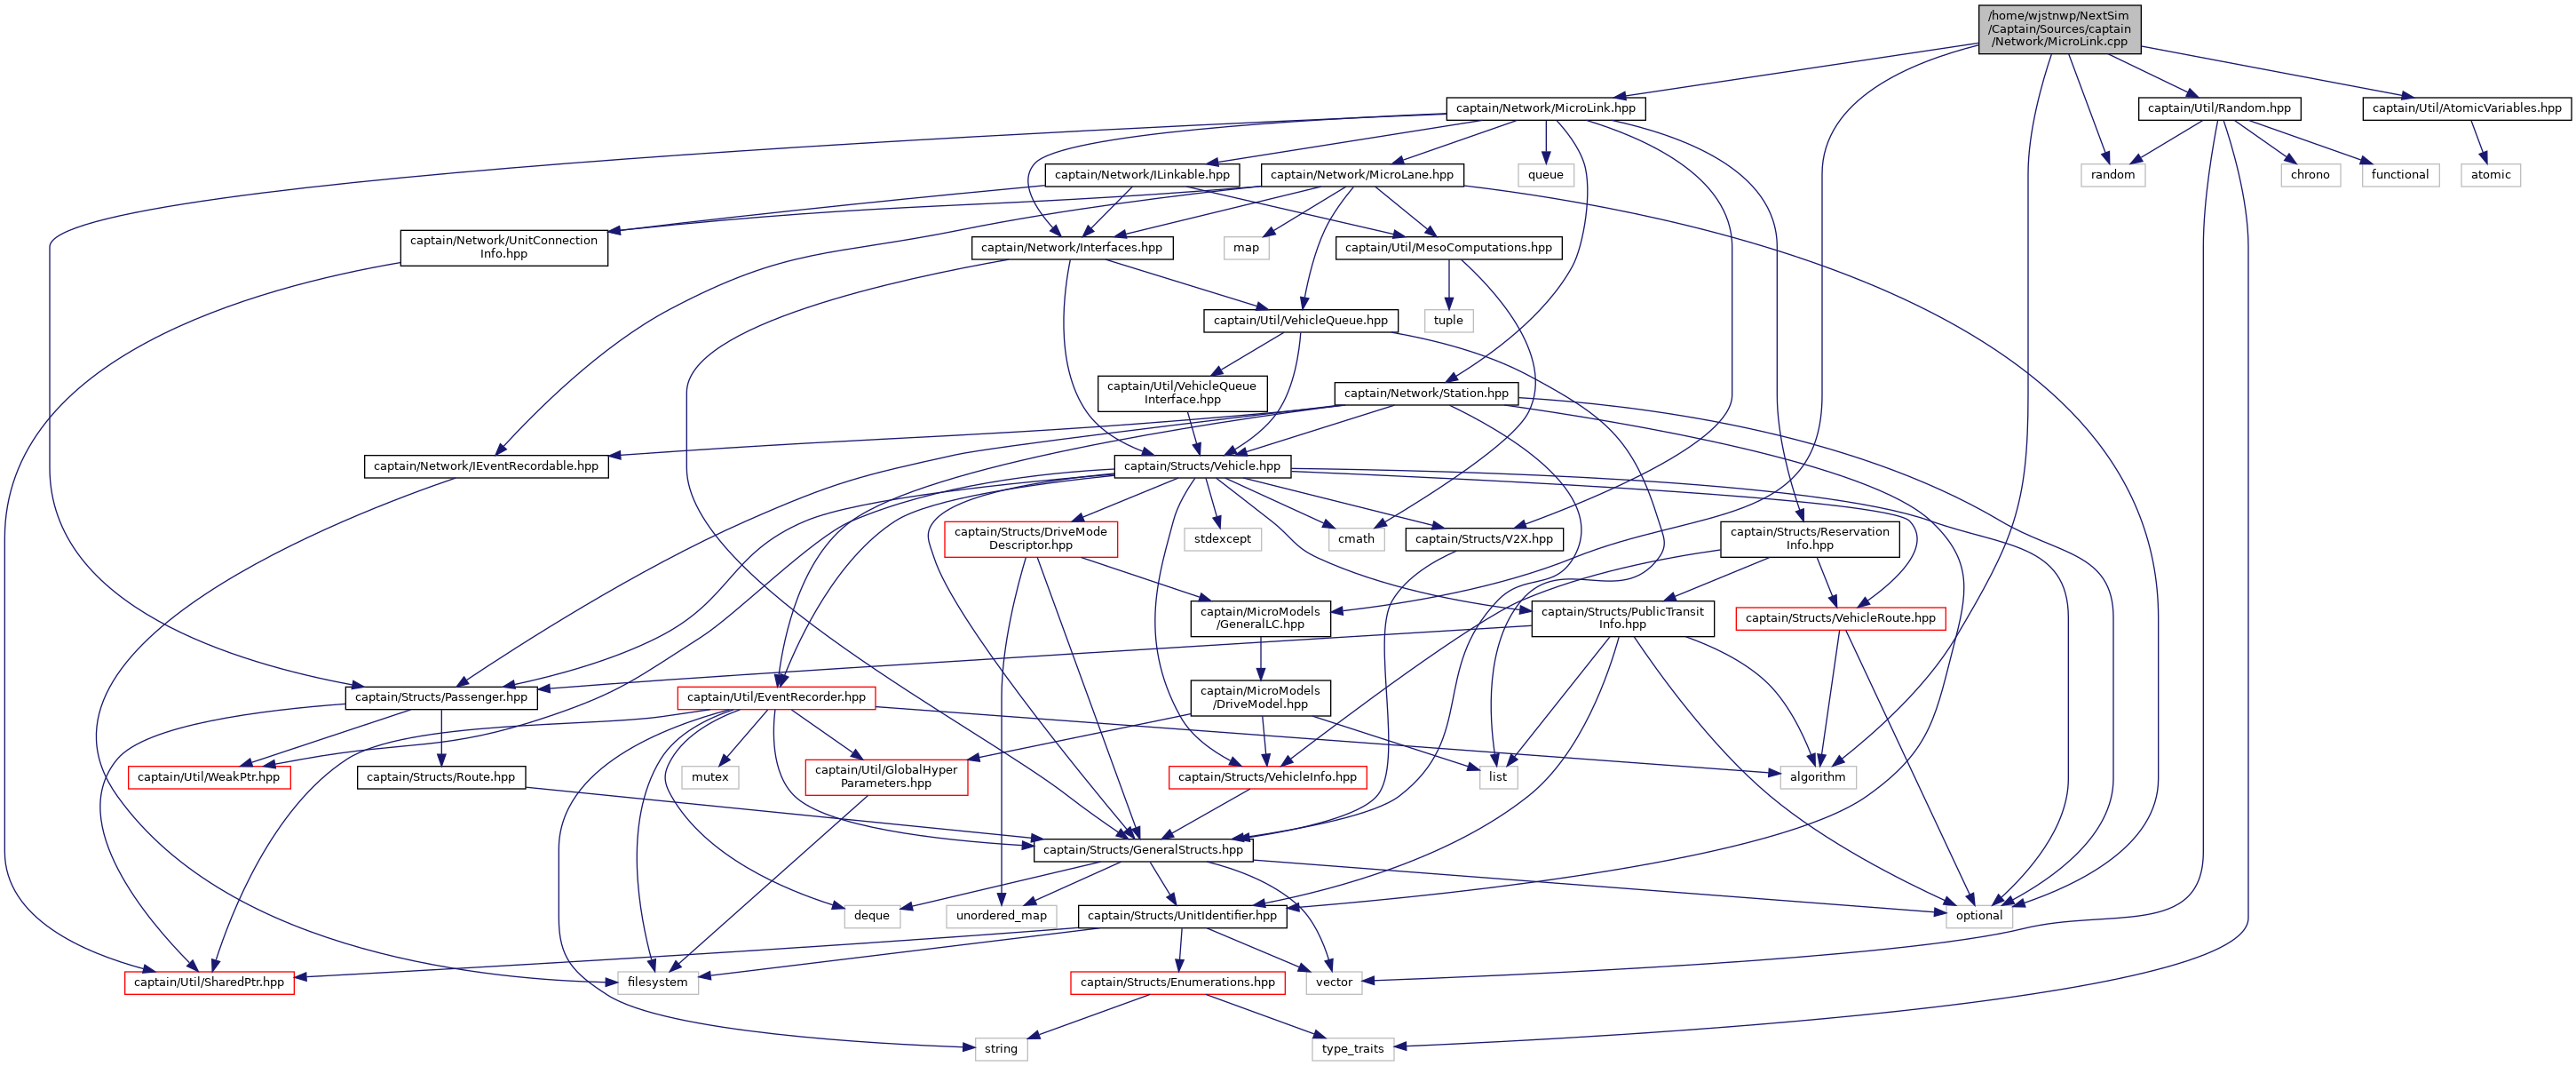 /home/wjstnwp/NextSim
/Captain/Sources/captain
/Network/MicroLink.cpp
captain/Network/MicroLink.hpp
captain/Util/Random.hpp
captain/Util/AtomicVariables.hpp
captain/Network/ILinkable.hpp
captain/Network/MicroLane.hpp
queue
random
chrono
functional
atomic
captain/Network/UnitConnection
Info.hpp
captain/Network/Interfaces.hpp
map
captain/Util/MesoComputations.hpp
captain/Util/VehicleQueue.hpp
tuple
captain/Util/VehicleQueue
Interface.hpp
captain/Network/Station.hpp
captain/Network/IEventRecordable.hpp
captain/Structs/Vehicle.hpp
captain/Structs/DriveMode
Descriptor.hpp
stdexcept
cmath
captain/Structs/V2X.hpp
captain/Structs/Reservation
Info.hpp
captain/MicroModels
/GeneralLC.hpp
captain/Structs/PublicTransit
Info.hpp
captain/Structs/VehicleRoute.hpp
captain/Structs/Passenger.hpp
captain/Util/EventRecorder.hpp
captain/MicroModels
/DriveModel.hpp
captain/Util/WeakPtr.hpp
captain/Structs/Route.hpp
mutex
captain/Util/GlobalHyper
Parameters.hpp
captain/Structs/VehicleInfo.hpp
list
algorithm
captain/Structs/GeneralStructs.hpp
deque
unordered_map
captain/Structs/UnitIdentifier.hpp
optional
captain/Util/SharedPtr.hpp
filesystem
captain/Structs/Enumerations.hpp
vector
string
type_traits